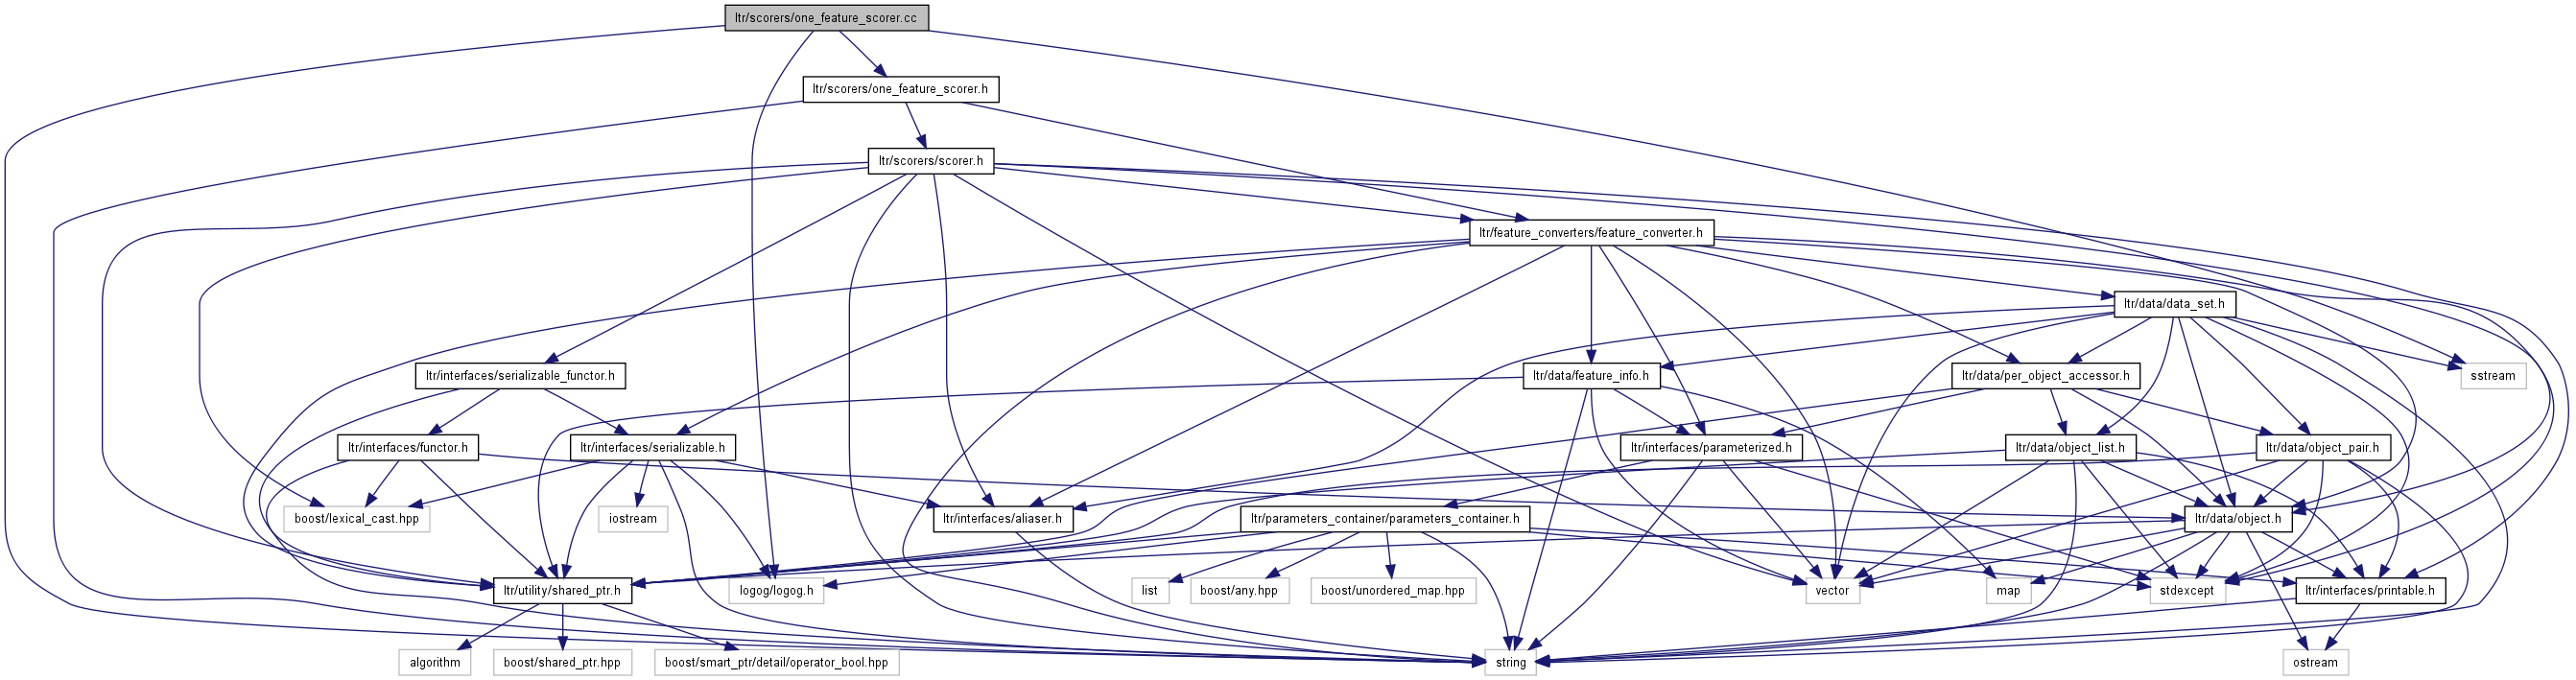 ltr/scorers/one_feature_scorer.cc
ltr/scorers/one_feature_scorer.h
ltr/scorers/scorer.h
ltr/feature_converters/feature_converter.h
ltr/data/data_set.h
ltr/interfaces/serializable_functor.h
ltr/data/feature_info.h
ltr/data/per_object_accessor.h
sstream
ltr/interfaces/functor.h
ltr/interfaces/serializable.h
ltr/interfaces/parameterized.h
ltr/data/object_list.h
ltr/data/object_pair.h
boost/lexical_cast.hpp
iostream
ltr/interfaces/aliaser.h
ltr/parameters_container/parameters_container.h
ltr/data/object.h
ltr/utility/shared_ptr.h
logog/logog.h
list
boost/any.hpp
boost/unordered_map.hpp
vector
map
stdexcept
ltr/interfaces/printable.h
algorithm
boost/shared_ptr.hpp
boost/smart_ptr/detail/operator_bool.hpp
string
ostream